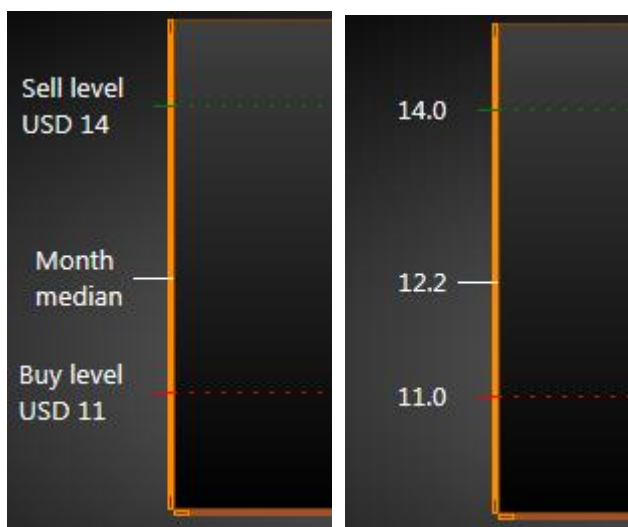 Sell level
USD 14
Month
median
Buy level
USD 11
14.0
12.2
11.0